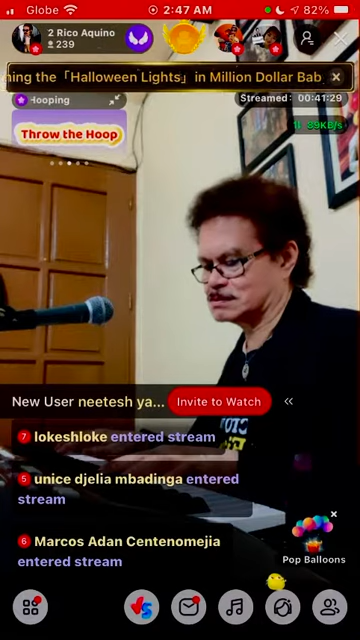 Globe
2:47 AM
82%
2 Rico Aquino
239
ning the「Halloween Lights」in Million Dollar Bab
Hooping
Streamed: 00:41:29
Throw the Hoop
New User neetesh ya...
Invite to Watch
7 lokeshloke entered stream
5 unice djelia mbadinga entered
stream
6 Marcos Adan Centenomejia
entered stream
Pop Balloons
VS